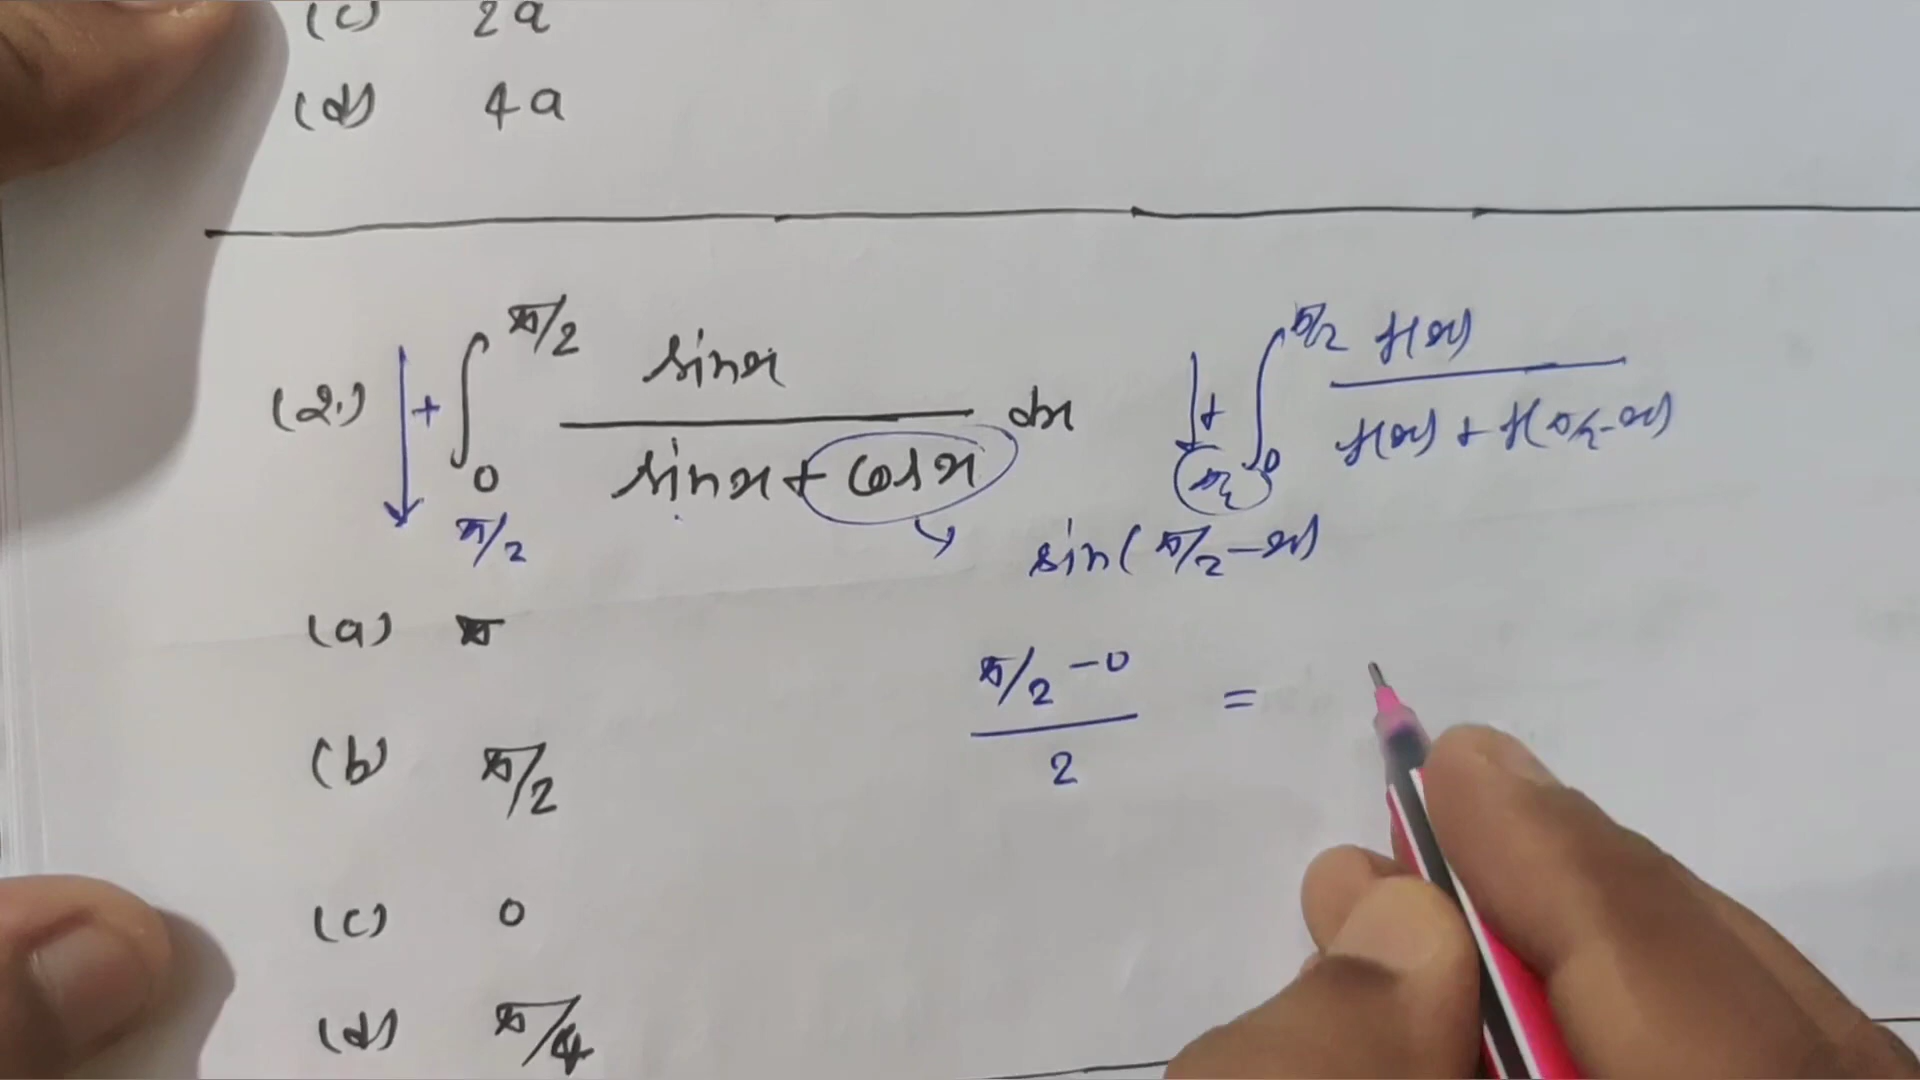 (c) 2a
(d) 4a
(2.) + ∫₀^{π/2} sinx / (sinx + cosx) dx
π/2
+ ∫₀^{π/2} f(x) / (f(x) + f(π/2-x))
π/2
sin(π/2-x)
(a) π
(π/2 - 0) / 2 =
(b) π/2
(c) 0
(d) π/4